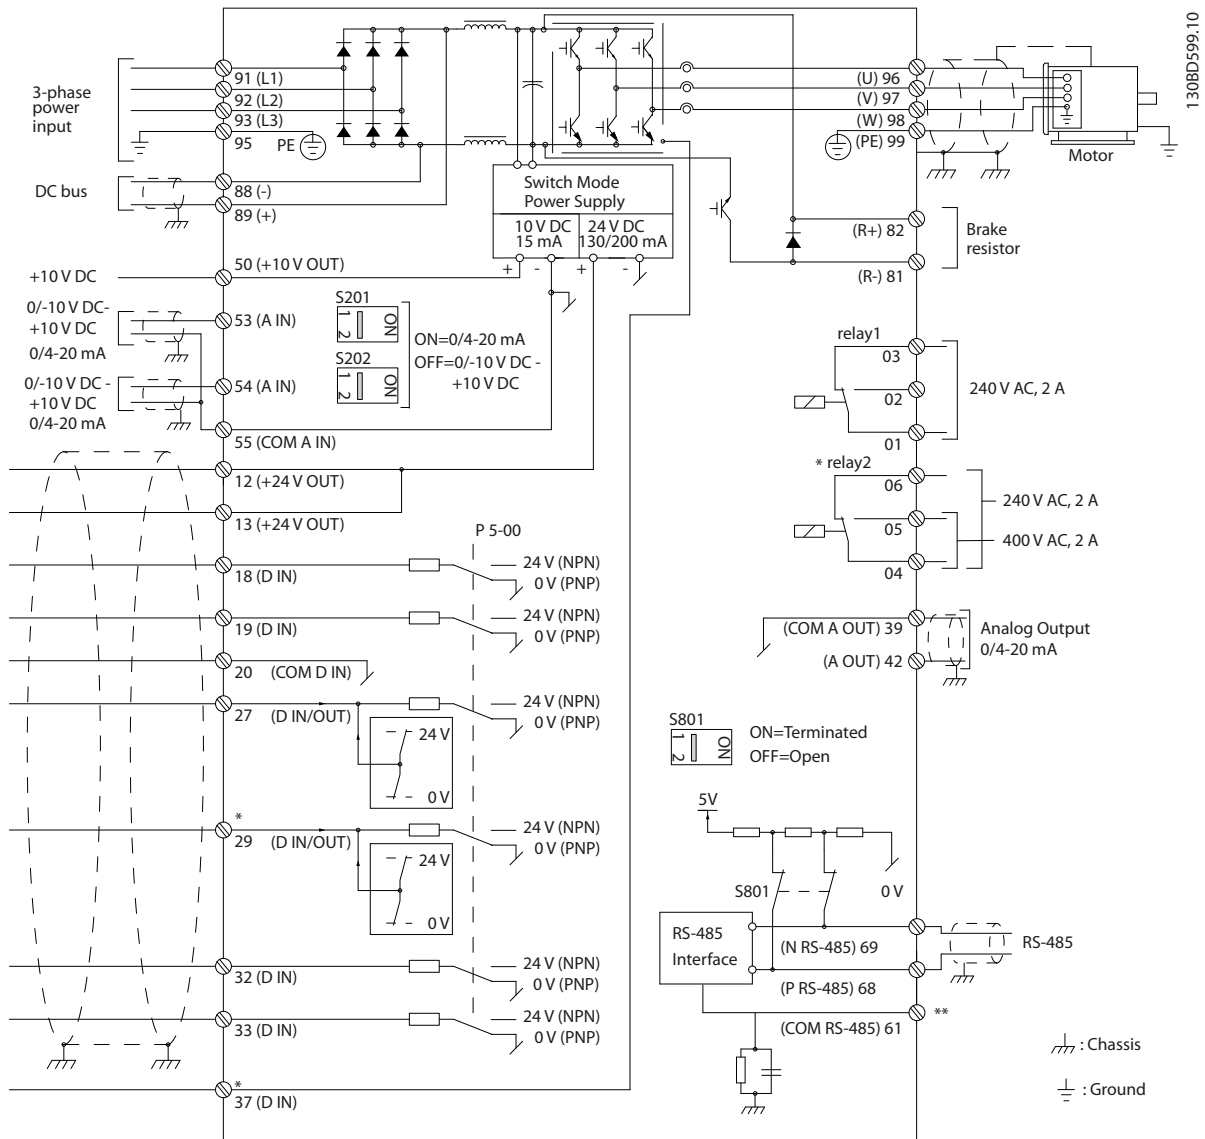 130BD599.10
3-phase
power
input
91 (L1)
92 (L2)
93 (L3)
95
PE
DC bus
88 (-)
89 (+)
Switch Mode
Power Supply
10 V DC
15 mA
24 V DC
130/200 mA
+
-
+
-
(U) 96
(V) 97
(W) 98
(PE) 99
Motor
(R+) 82
Brake
resistor
(R-) 81
+10 V DC
50 (+10 V OUT)
0/-10 V DC-
+10 V DC
0/4-20 mA
53 (A IN)
S201
1
2
ON
S202
1
2
ON
ON=0/4-20 mA
OFF=0/-10 V DC -
+10 V DC
0/-10 V DC -
+10 V DC
0/4-20 mA
54 (A IN)
55 (COM A IN)
12 (+24 V OUT)
13 (+24 V OUT)
relay1
03
02
01
240 V AC, 2 A
* relay2
06
05
04
240 V AC, 2 A
400 V AC, 2 A
P 5-00
18 (D IN)
24 V (NPN)
0 V (PNP)
19 (D IN)
24 V (NPN)
0 V (PNP)
20 (COM D IN)
27 (D IN/OUT)
24 V (NPN)
0 V (PNP)
24 V
0 V
*
29 (D IN/OUT)
24 V (NPN)
0 V (PNP)
24 V
0 V
32 (D IN)
24 V (NPN)
0 V (PNP)
33 (D IN)
24 V (NPN)
0 V (PNP)
*
37 (D IN)
(COM A OUT) 39
(A OUT) 42
Analog Output
0/4-20 mA
S801
1
2
ON
ON=Terminated
OFF=Open
5V
S801
0 V
RS-485
Interface
(N RS-485) 69
(P RS-485) 68
(COM RS-485) 61
RS-485
**
: Chassis
: Ground